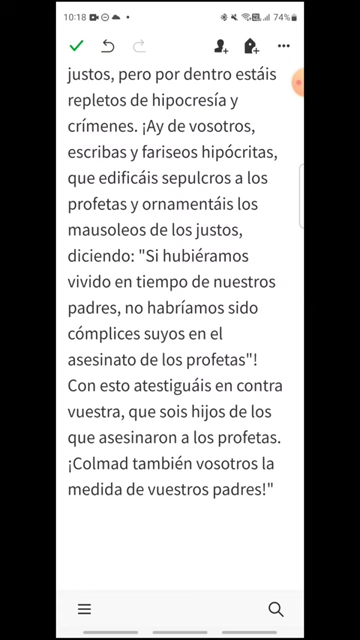 10:18
74%
justos, pero por dentro estáis
repletos de hipocresía y
crímenes. ¡Ay de vosotros,
escribas y fariseos hipócritas,
que edificáis sepulcros a los
profetas y ornamentáis los
mausoleos de los justos,
diciendo: "Si hubiéramos
vivido en tiempo de nuestros
padres, no habríamos sido
cómplices suyos en el
asesinato de los profetas"!
Con esto atestiguáis en contra
vuestra, que sois hijos de los
que asesinaron a los profetas.
¡Colmad también vosotros la
medida de vuestros padres!"